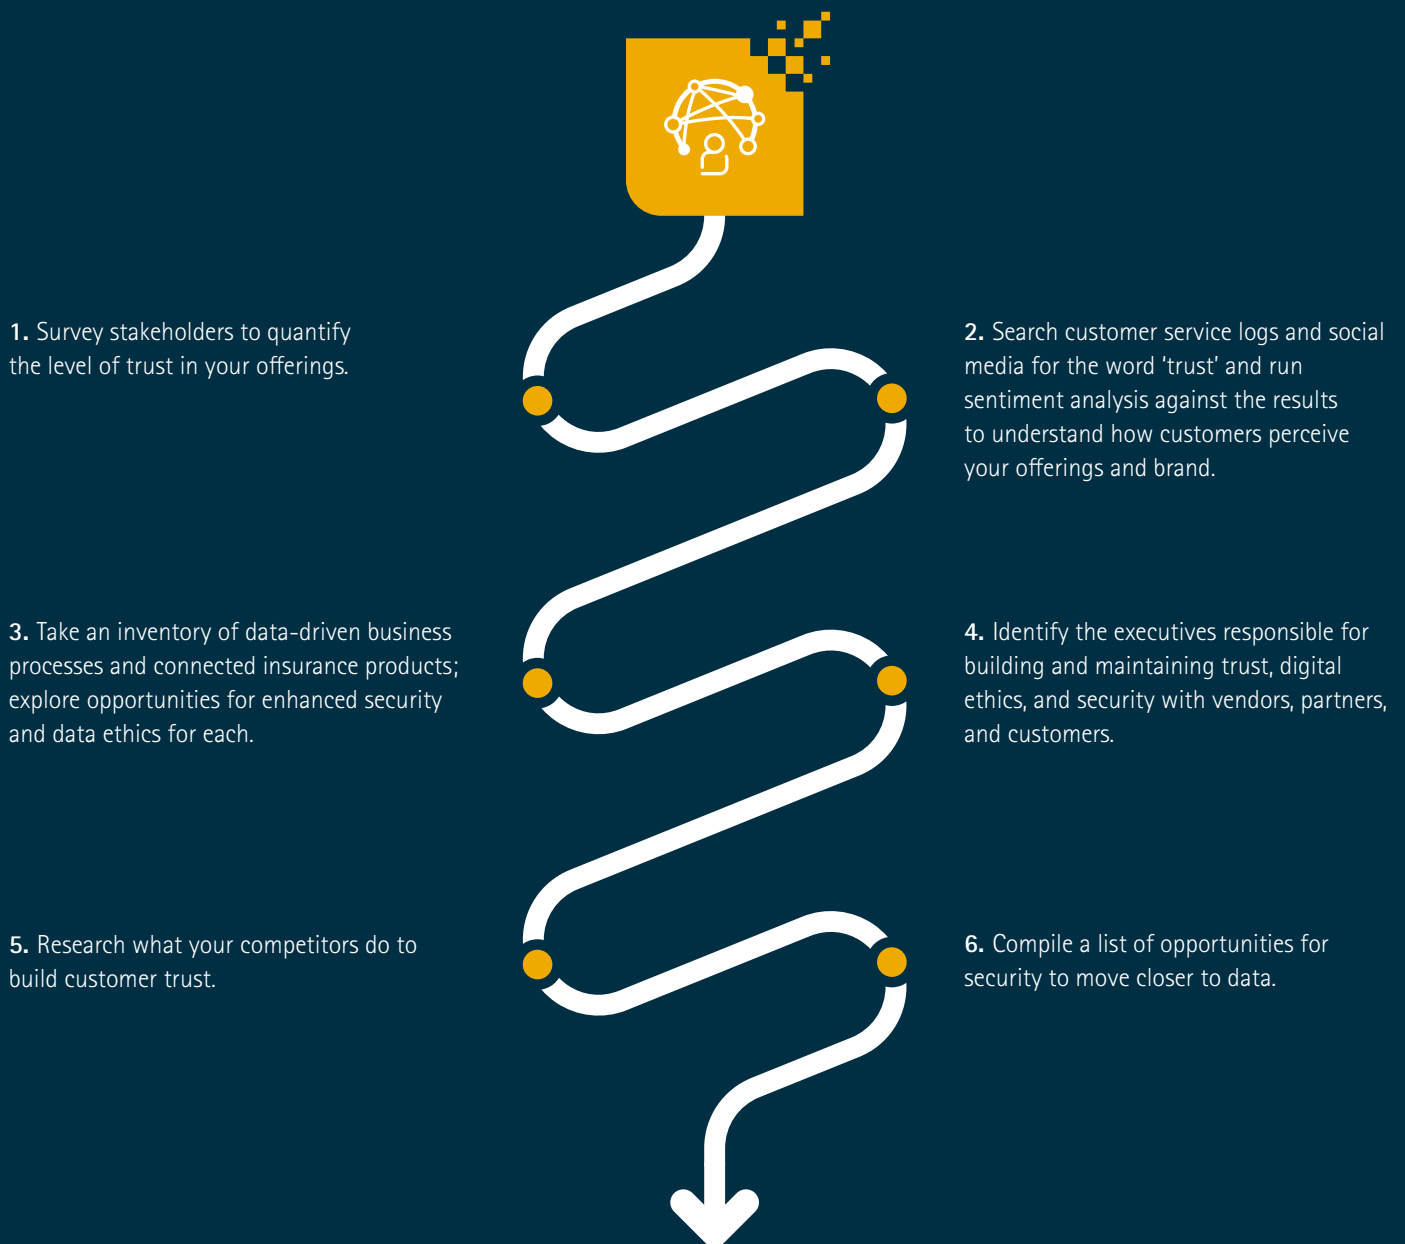 1. Survey stakeholders to quantify
the level of trust in your offerings.
2. Search customer service logs and social
media for the word ‘trust’ and run
sentiment analysis against the results
to understand how customers perceive
your offerings and brand.
3. Take an inventory of data-driven business
processes and connected insurance products;
explore opportunities for enhanced security
and data ethics for each.
4. Identify the executives responsible for
building and maintaining trust, digital
ethics, and security with vendors, partners,
and customers.
5. Research what your competitors do to
build customer trust.
6. Compile a list of opportunities for
security to move closer to data.